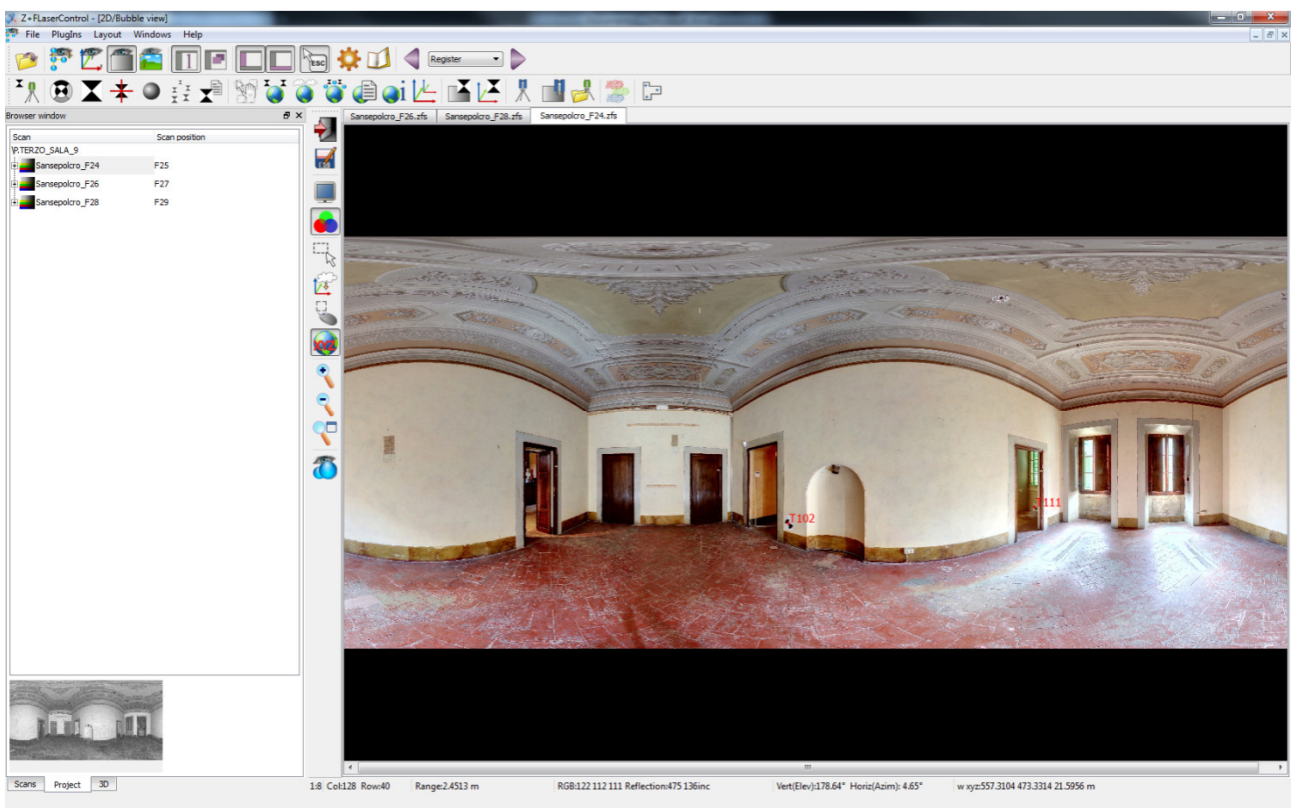 Z+FLaserControl - [2D/Bubble view]
File PlugIns Layout Windows Help
ESC
Register
i
Browser window
Sansepolcro_F26.zfs Sansepolcro_F28.zfs Sansepolcro_F24.zfs
Scan Scan position
\P.TERZO_SALA_9
Sansepolcro_F24 F25
Sansepolcro_F26 F27
Sansepolcro_F28 F29
XYZ
T111
T102
Scans Project 3D
1:8 Col:128 Row:40 Range:2.4513 m RGB:122 112 111 Reflection:475 136inc Vert(Elev):178.64° Horiz(Azim): 4.65° w xyz:557.3104 473.3314 21.5956 m